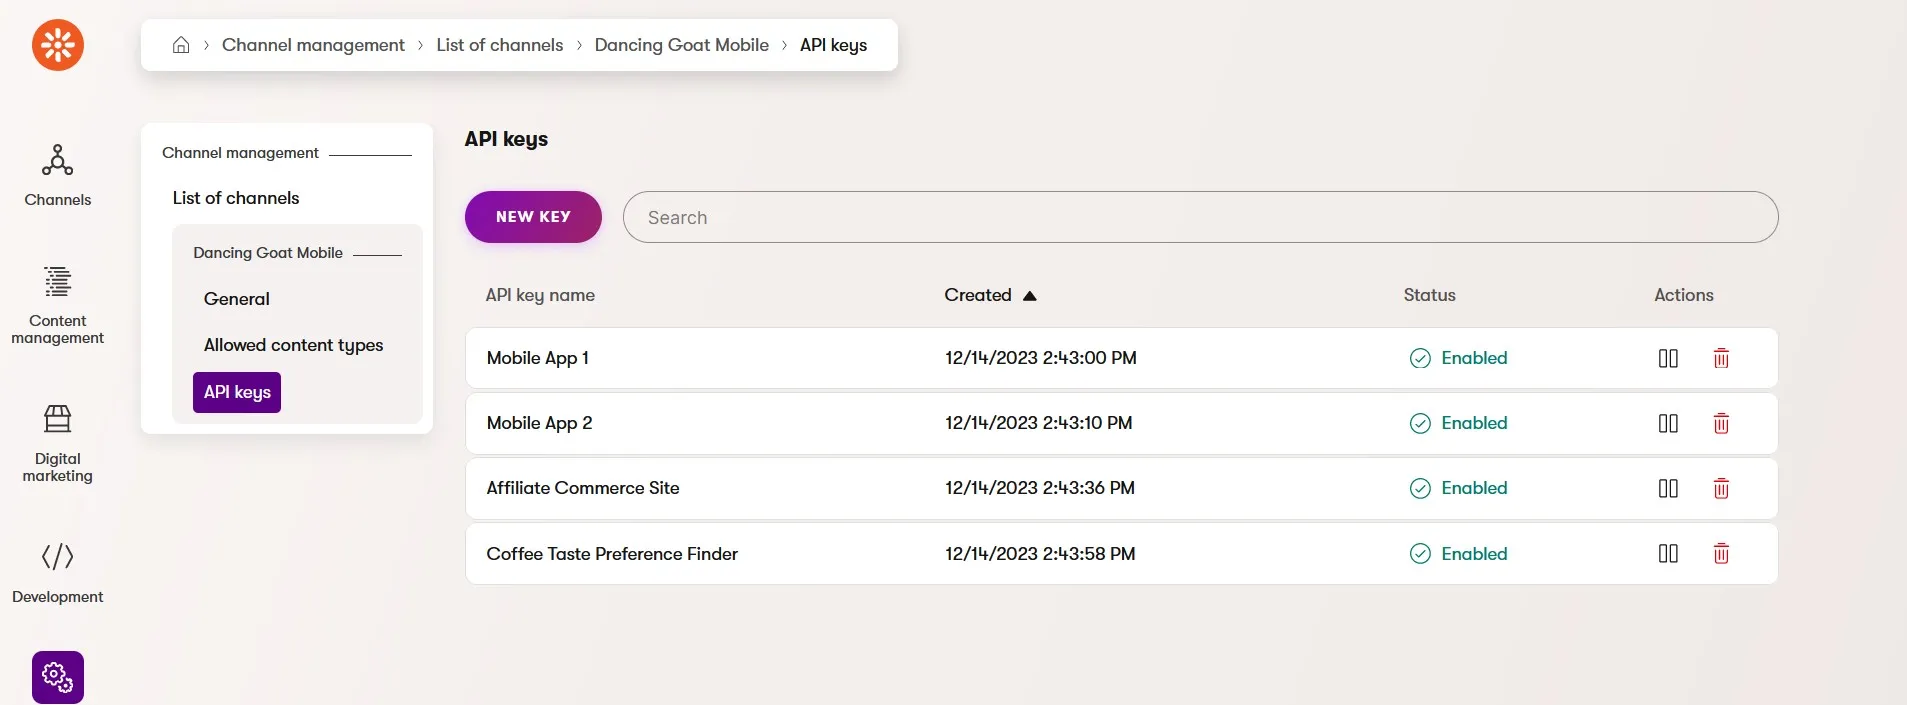 Channel management List of channels Dancing Goat Mobile API keys
Channels
Content
management
Digital
marketing
Development
Channel management
List of channels
Dancing Goat Mobile
General
Allowed content types
API keys
API keys
NEW KEY Search
API key name Created Status Actions
Mobile App 1 12/14/2023 2:43:00 PM Enabled
Mobile App 2 12/14/2023 2:43:10 PM Enabled
Affiliate Commerce Site 12/14/2023 2:43:36 PM Enabled
Coffee Taste Preference Finder 12/14/2023 2:43:58 PM Enabled